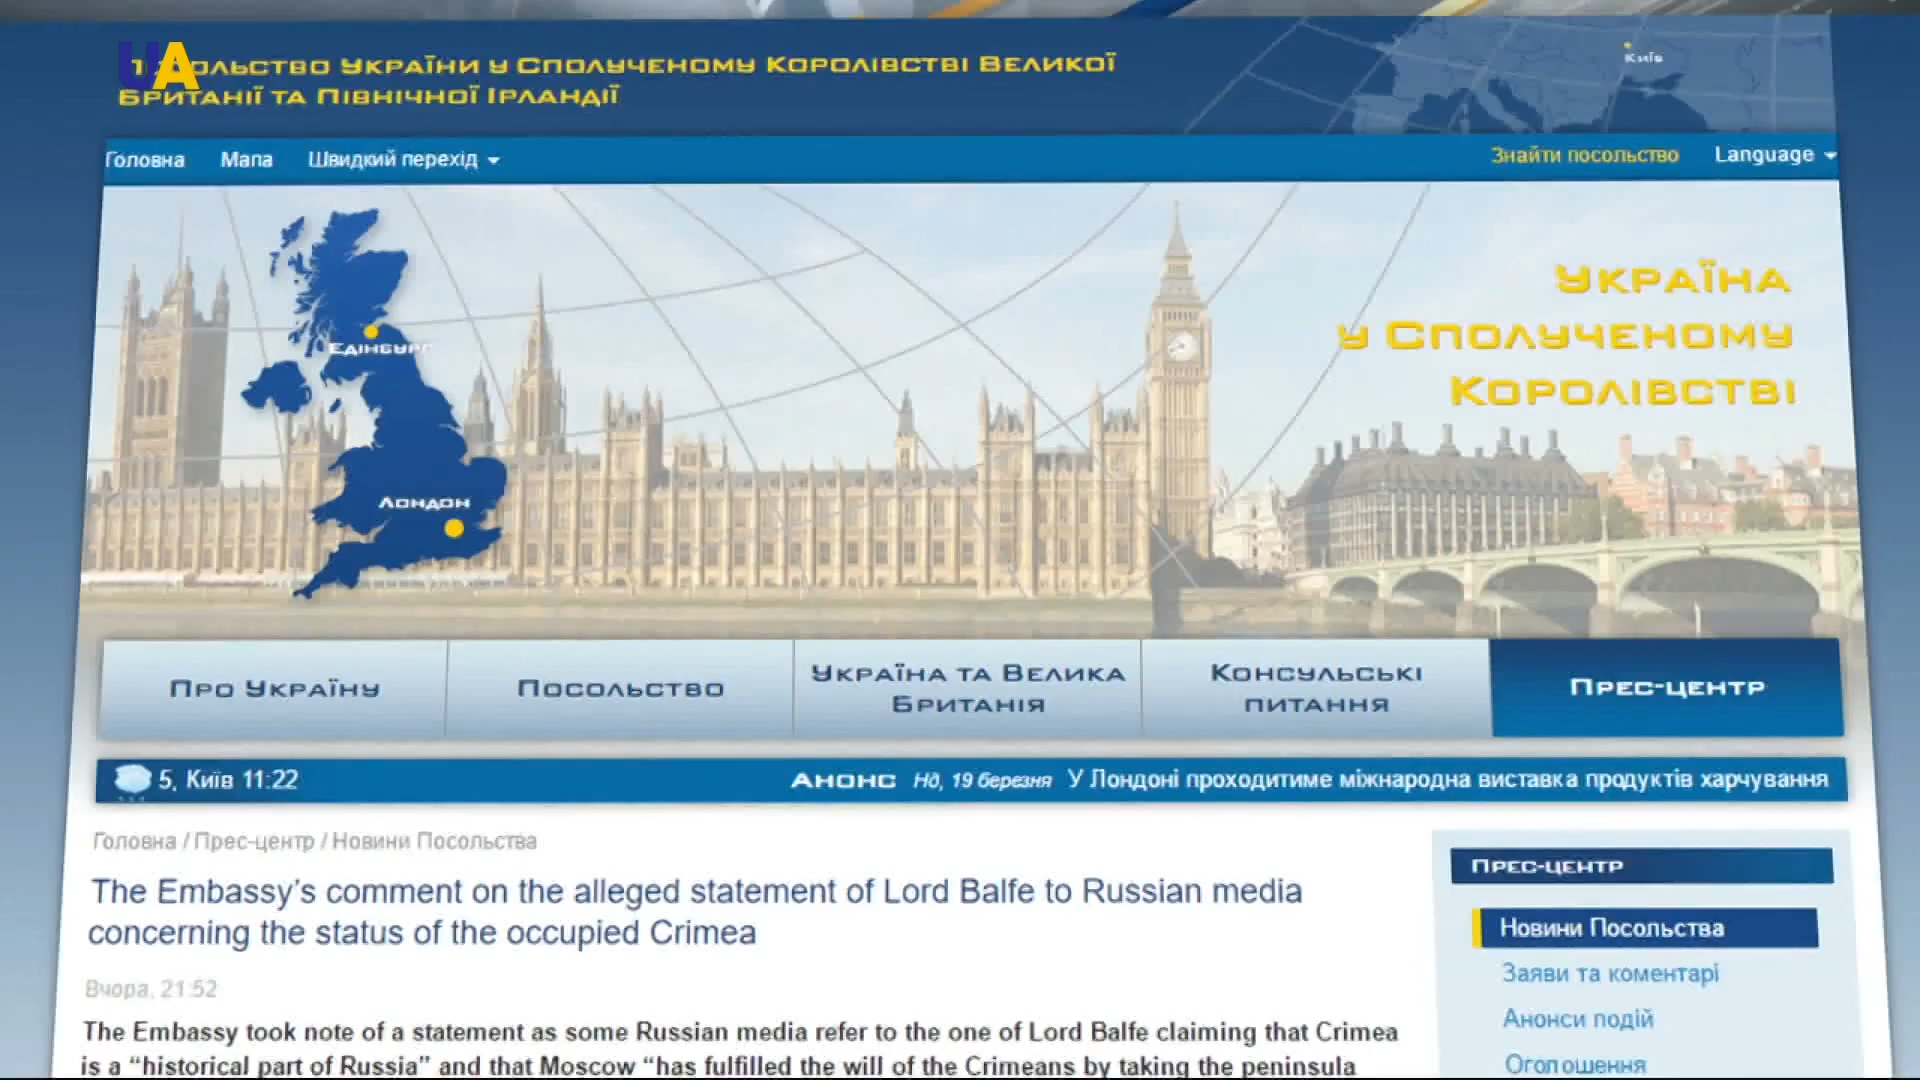 UA
ПОСОЛЬСТВО УКРАЇНИ У СПОЛУЧЕНОМУ КОРОЛІВСТВІ ВЕЛИКОЇ
БРИТАНІЇ ТА ПІВНІЧНОЇ ІРЛАНДІЇ
Київ
Головна Мапа Швидкий перехід
Знайти посольство Language
ЕДІНБУРГ
ЛОНДОН
УКРАЇНА
У СПОЛУЧЕНОМУ
КОРОЛІВСТВІ
ПРО УКРАЇНУ
ПОСОЛЬСТВО
УКРАЇНА ТА ВЕЛИКА
БРИТАНІЯ
КОНСУЛЬСЬКІ
ПИТАННЯ
ПРЕС-ЦЕНТР
5, Київ 11:22
АНОНС Нд, 19 березня У Лондоні проходитиме міжнародна виставка продуктів харчування
Головна / Прес-центр / Новини Посольства
The Embassy’s comment on the alleged statement of Lord Balfe to Russian media
concerning the status of the occupied Crimea
Вчора, 21:52
The Embassy took note of a statement as some Russian media refer to the one of Lord Balfe claiming that Crimea
is a “historical part of Russia” and that Moscow “has fulfilled the will of the Crimeans by taking the peninsula
ПРЕС-ЦЕНТР
Новини Посольства
Заяви та коментарі
Анонси подій
Оголошення